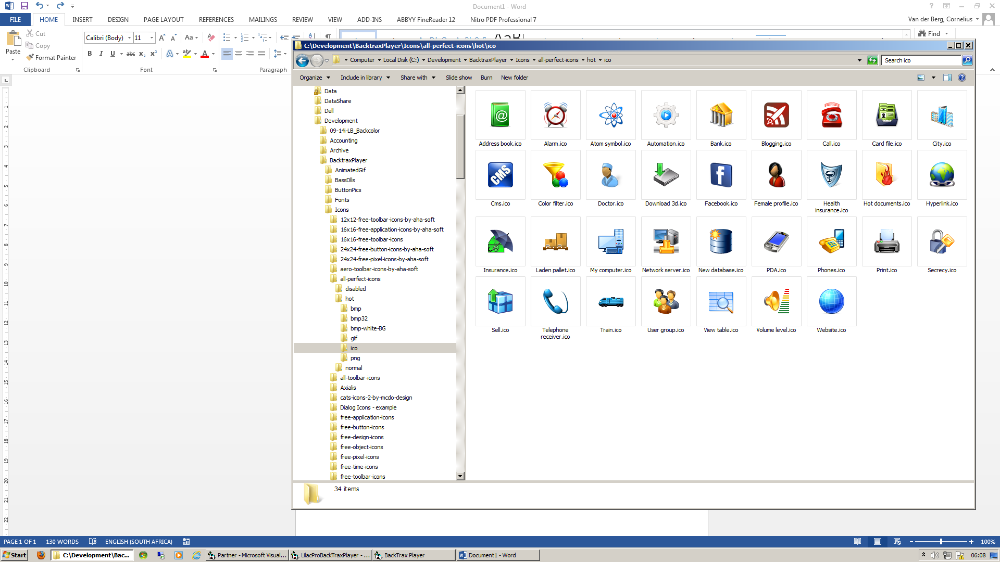 Document1 - Word
FILE HOME INSERT DESIGN PAGE LAYOUT REFERENCES MAILINGS REVIEW VIEW ADD-INS ABBYY FineReader 12 Nitro PDF Professional 7
Van der Berg, Cornelius
Paste
Cut
Copy
Format Painter
Calibri (Body) 11
Find
Clipboard Font Paragraph
C:\Development\BacktraxPlayer\Icons\all-perfect-icons\hot\ico
Computer Local Disk (C:) Development BacktraxPlayer Icons all-perfect-icons hot ico
Search ico
Organize Include in library Share with Slide show Burn New folder
Data
DataShare
Dell
Development
09-14i-LB_Backcolor
Accounting
Archive
BacktraxPlayer
AnimatedGif
BassDlls
ButtonPics
Fonts
Icons
12x12-free-toolbar-icons-by-aha-soft
16x16-free-application-icons-by-aha-soft
16x16-free-toolbar-icons
24x24-free-button-icons-by-aha-soft
24x24-free-pixel-icons-by-aha-soft
aero-toolbar-icons-by-aha-soft
all-perfect-icons
disabled
hot
bmp
bmp32
bmp-white-BG
gif
ico
png
normal
all-toolbar-icons
Axialis
cats-icons-2-by-mcdo-design
Dialog Icons - example
free-application-icons
free-button-icons
free-design-icons
free-object-icons
free-pixel-icons
free-time-icons
free-toolbar-icons
Address book.ico Alarm.ico Atom symbol.ico Automation.ico Bank.ico Blogging.ico Call.ico Card file.ico City.ico
CMS
Cms.ico Color filter.ico Doctor.ico Download 3d.ico Facebook.ico Female profile.ico Health insurance.ico Hot documents.ico Hyperlink.ico
Insurance.ico Laden pallet.ico My computer.ico Network server.ico New database.ico PDA.ico Phones.ico Print.ico Secrecy.ico
Sell.ico Telephone receiver.ico Train.ico User group.ico View table.ico Volume level.ico Website.ico
34 items
PAGE 1 OF 1 130 WORDS ENGLISH (SOUTH AFRICA)
100%
Start C:\Development\Bac... Partner - Microsoft Visual... LilacProBackTraxPlayer - ... BackTrax Player Document1 - Word 06:08